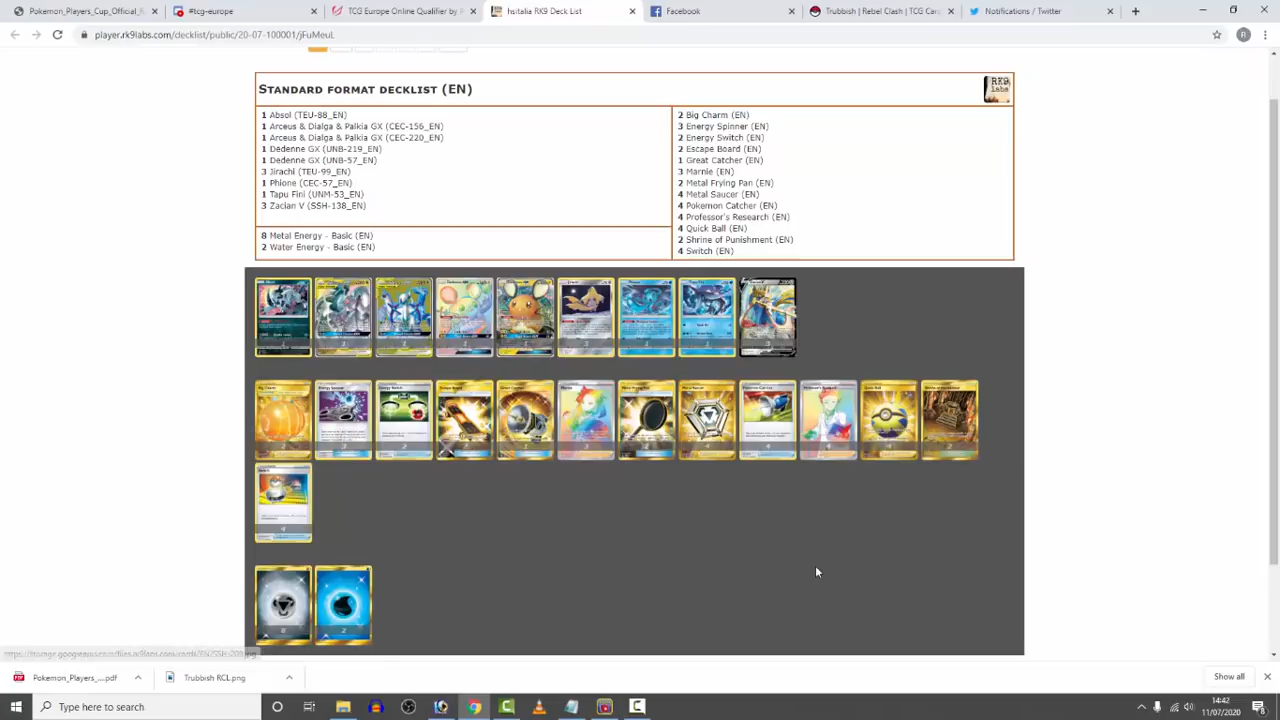 Pokemon_Players_Cup_Official_R
#tcg-europe
TCG Europe Online Qualifier by F
hsitalia RK9 Deck List
Facebook
Trubbish | Rebel Clash | TCG Car
Notifications / Twitter
player.rk9labs.com/decklist/public/20-07-100001/jFuMeuL
STANDARD FORMAT DECKLIST (EN)
RK9 labs
1 Absol (TEU-88_EN)
1 Arceus & Dialga & Palkia GX (CEC-156_EN)
1 Arceus & Dialga & Palkia GX (CEC-220_EN)
1 Dedenne GX (UNB-219_EN)
1 Dedenne GX (UNB-57_EN)
3 Jirachi (TEU-99_EN)
1 Phione (CEC-57_EN)
1 Tapu Fini (UNM-53_EN)
3 Zacian V (SSH-138_EN)
8 Metal Energy - Basic (EN)
2 Water Energy - Basic (EN)
2 Big Charm (EN)
3 Energy Spinner (EN)
2 Energy Switch (EN)
2 Escape Board (EN)
1 Great Catcher (EN)
3 Marnie (EN)
2 Metal Frying Pan (EN)
4 Metal Saucer (EN)
4 Pokemon Catcher (EN)
4 Professor's Research (EN)
4 Quick Ball (EN)
2 Shrine of Punishment (EN)
4 Switch (EN)
Pokemon_Players_....pdf
Trubbish RCL.png
Show all
Type here to search
14:42
11/07/2020